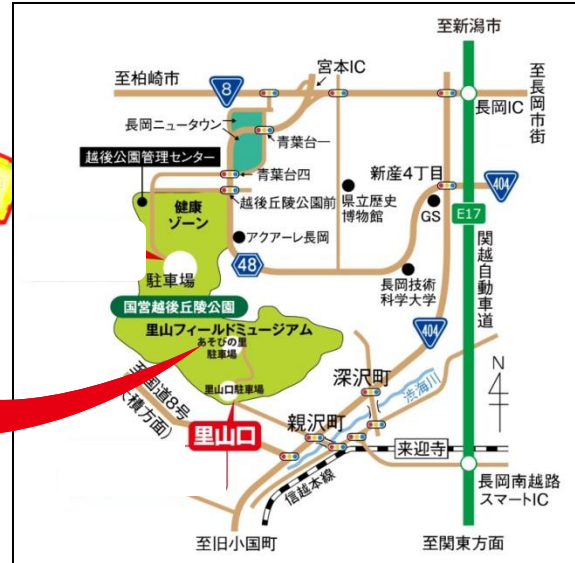 至新潟市
宮本IC
至柏崎市
8
長岡IC
至長岡市街
長岡ニュータウン
青葉台一
越後公園管理センター
青葉台四
新産4丁目
404
健康
ゾーン
越後丘陵公園前
県立歴史
博物館
GS
E17
アクアーレ長岡
関越自動車道
駐車場
48
長岡技術
科学大学
国営越後丘陵公園
里山フィールドミュージアム
あそびの里
駐車場
404
至国道8号
(大積方面)
里山口駐車場
深沢町
渋海川
N
4
里山口
親沢町
来迎寺
信越本線
長岡南越路
スマートIC
至旧小国町
至関東方面